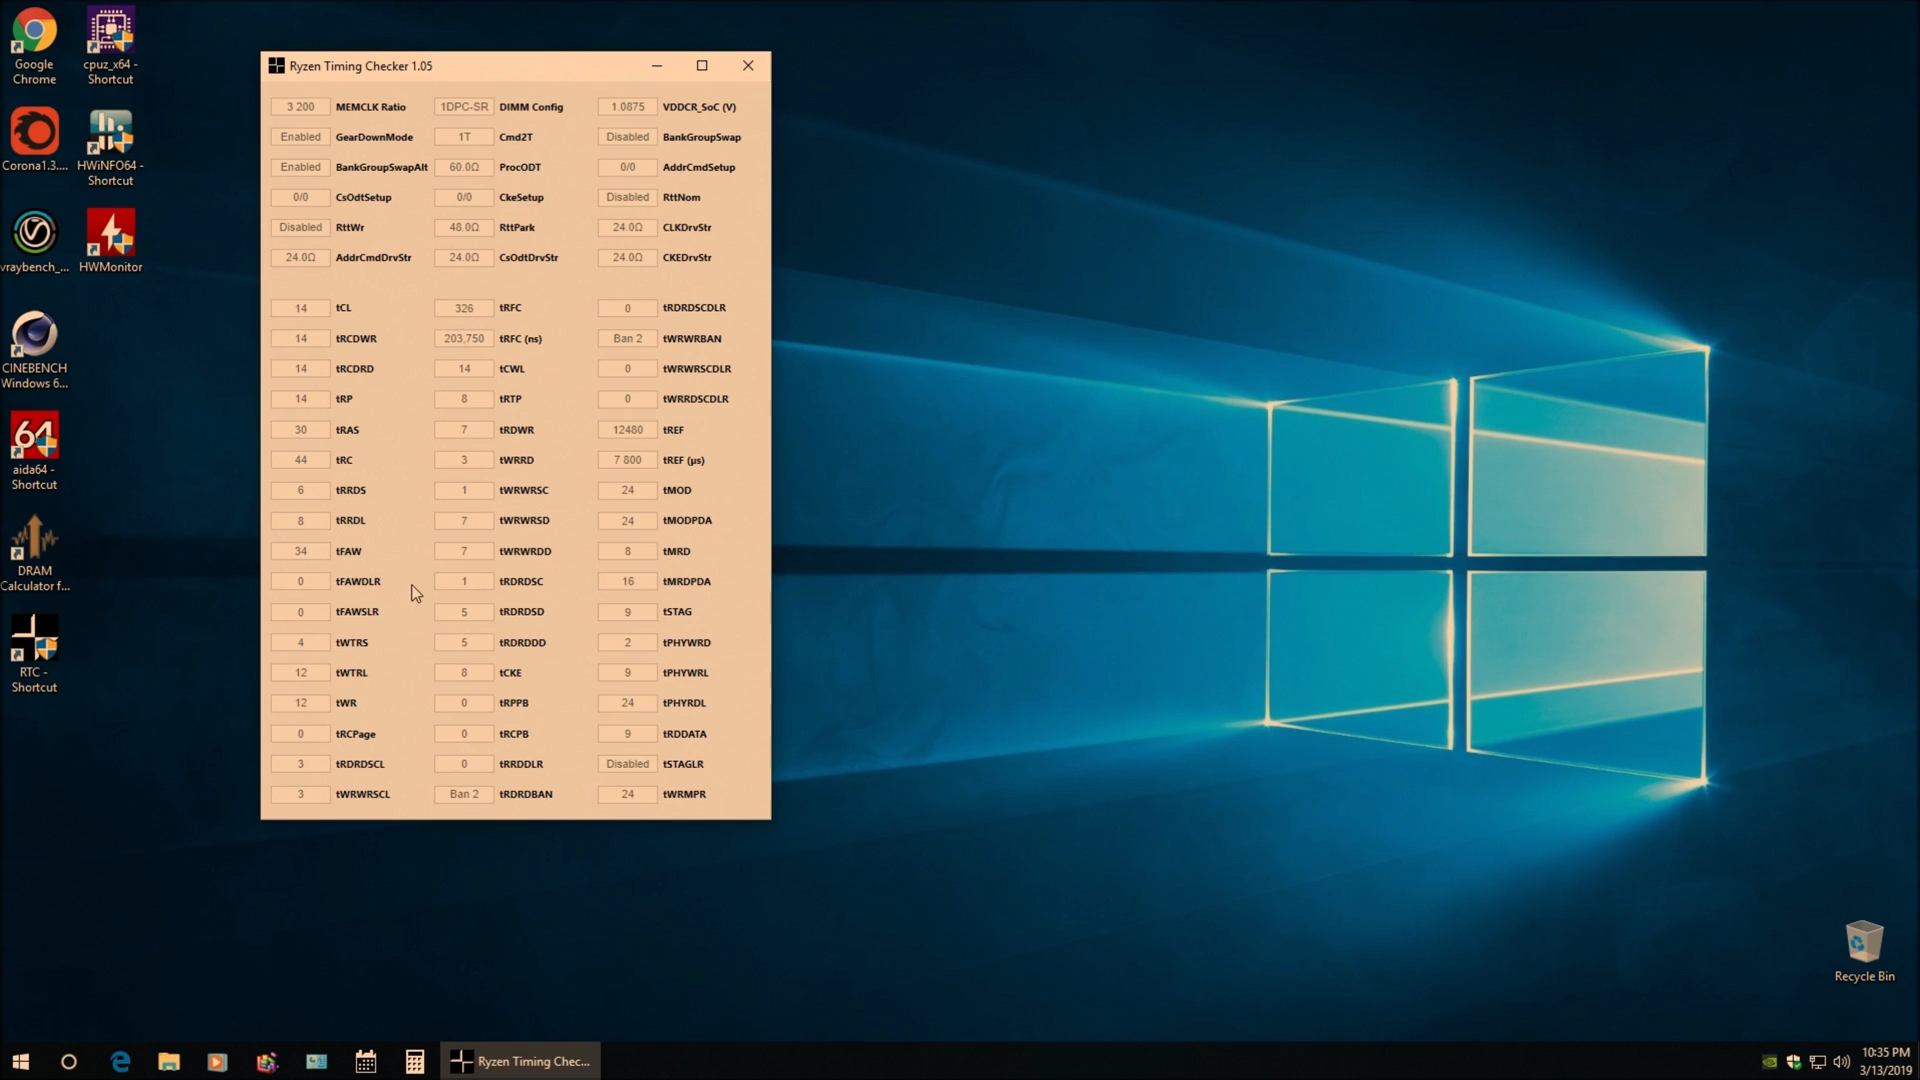 Google
Chrome
cpuz_x64 -
Shortcut
Corona1.3....
HWiNFO64 -
Shortcut
vraybench_...
HWMonitor
CINEBENCH
Windows 6...
64
aida64 -
Shortcut
DRAM
Calculator f...
RTC -
Shortcut
Ryzen Timing Checker 1.05
3 200 MEMCLK Ratio 1DPC-SR DIMM Config 1.0875 VDDCR_SoC (V)
Enabled GearDownMode 1T Cmd2T Disabled BankGroupSwap
Enabled BankGroupSwapAlt 60.0Ω ProcODT 0/0 AddrCmdSetup
0/0 CsOdtSetup 0/0 CkeSetup Disabled RttNom
Disabled RttWr 48.0Ω RttPark 24.0Ω CLKDrvStr
24.0Ω AddrCmdDrvStr 24.0Ω CsOdtDrvStr 24.0Ω CKEDrvStr
14 tCL 326 tRFC 0 tRDRDSCDLR
14 tRCDWR 203,750 tRFC (ns) Ban 2 tWRWRBAN
14 tRCDRD 14 tCWL 0 tWRWRSCDLR
14 tRP 8 tRTP 0 tWRRDSCDLR
30 tRAS 7 tRDWR 12480 tREF
44 tRC 3 tWRRD 7 800 tREF (µs)
6 tRRDS 1 tWRWRSC 24 tMOD
8 tRRDL 7 tWRWRSD 24 tMODPDA
34 tFAW 7 tWRWRDD 8 tMRD
0 tFAWDLR 1 tRDRDSC 16 tMRDPDA
0 tFAWSLR 5 tRDRDSD 9 tSTAG
4 tWTRS 5 tRDRDDD 2 tPHYWRD
12 tWTRL 8 tCKE 9 tPHYWRL
12 tWR 0 tRPPB 24 tPHYRDL
0 tRCPage 0 tRCPB 9 tRDDATA
3 tRDRDSCL 0 tRRDDLR Disabled tSTAGLR
3 tWRWRSCL Ban 2 tRDRDBAN 24 tWRMPR
Recycle Bin
Ryzen Timing Chec...
10:35 PM
3/13/2019